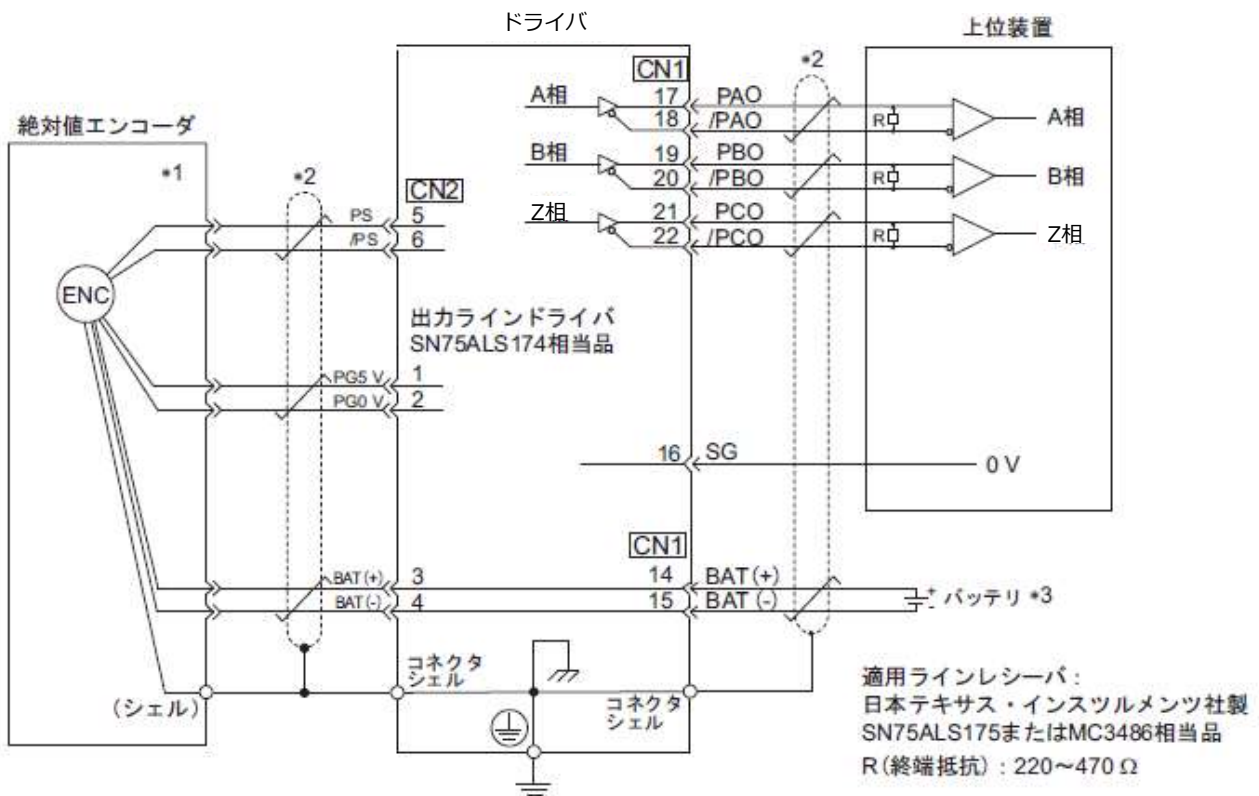 ドライバ
上位装置
絶対値エンコーダ
*1
*2
*2
CN1
CN2
A相
17
PAO
18
/PAO
R
A相
B相
19
PBO
20
/PBO
R
B相
Z相
21
PCO
22
/PCO
R
Z相
PS
5
/PS
6
ENC
出力ラインドライバ
SN75ALS174相当品
PG5 V
1
PG0 V
2
16
SG
0 V
CN1
BAT(+)
3
14
BAT(+)
BAT(-)
4
15
BAT(-)
+
-
バッテリ *3
(シェル)
コネクタ
シェル
コネクタ
シェル
適用ラインレシーバ:
日本テキサス・インスツルメンツ社製
SN75ALS175またはMC3486相当品
R(終端抵抗):220~470 Ω